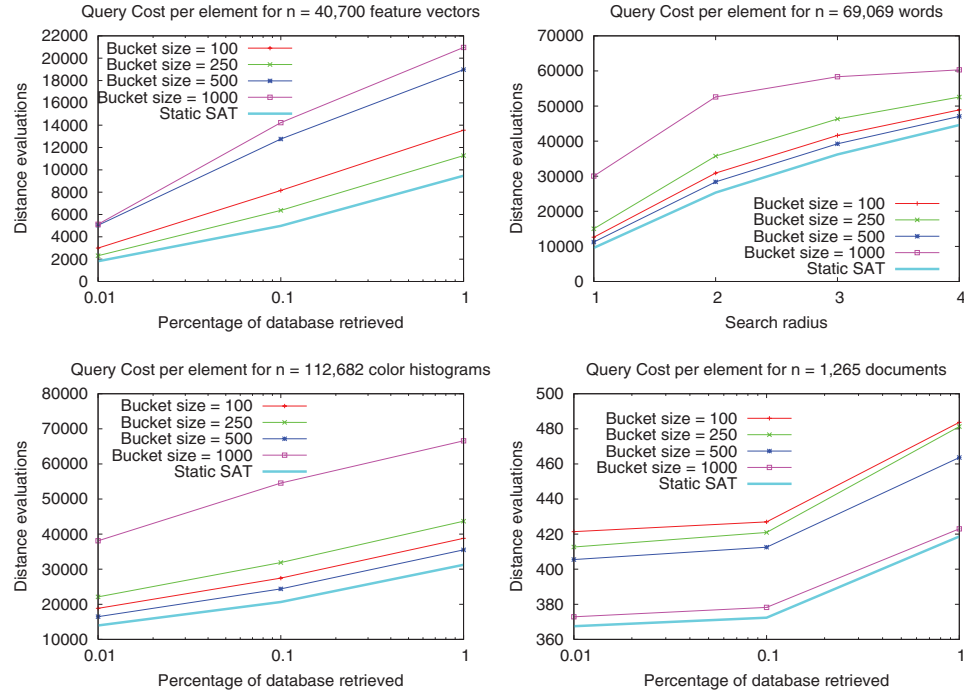 Query Cost per element for n = 40,700 feature vectors
Distance evaluations
22000
20000
18000
16000
14000
12000
10000
8000
6000
4000
2000
0
Bucket size = 100
Bucket size = 250
Bucket size = 500
Bucket size = 1000
Static SAT
0.01
0.1
1
Percentage of database retrieved
Query Cost per element for n = 69,069 words
Distance evaluations
70000
60000
50000
40000
30000
20000
10000
0
Bucket size = 100
Bucket size = 250
Bucket size = 500
Bucket size = 1000
Static SAT
1
2
3
4
Search radius
Query Cost per element for n = 112,682 color histograms
Distance evaluations
80000
70000
60000
50000
40000
30000
20000
10000
Bucket size = 100
Bucket size = 250
Bucket size = 500
Bucket size = 1000
Static SAT
0.01
0.1
1
Percentage of database retrieved
Query Cost per element for n = 1,265 documents
Distance evaluations
500
480
460
440
420
400
380
360
Bucket size = 100
Bucket size = 250
Bucket size = 500
Bucket size = 1000
Static SAT
0.01
0.1
1
Percentage of database retrieved